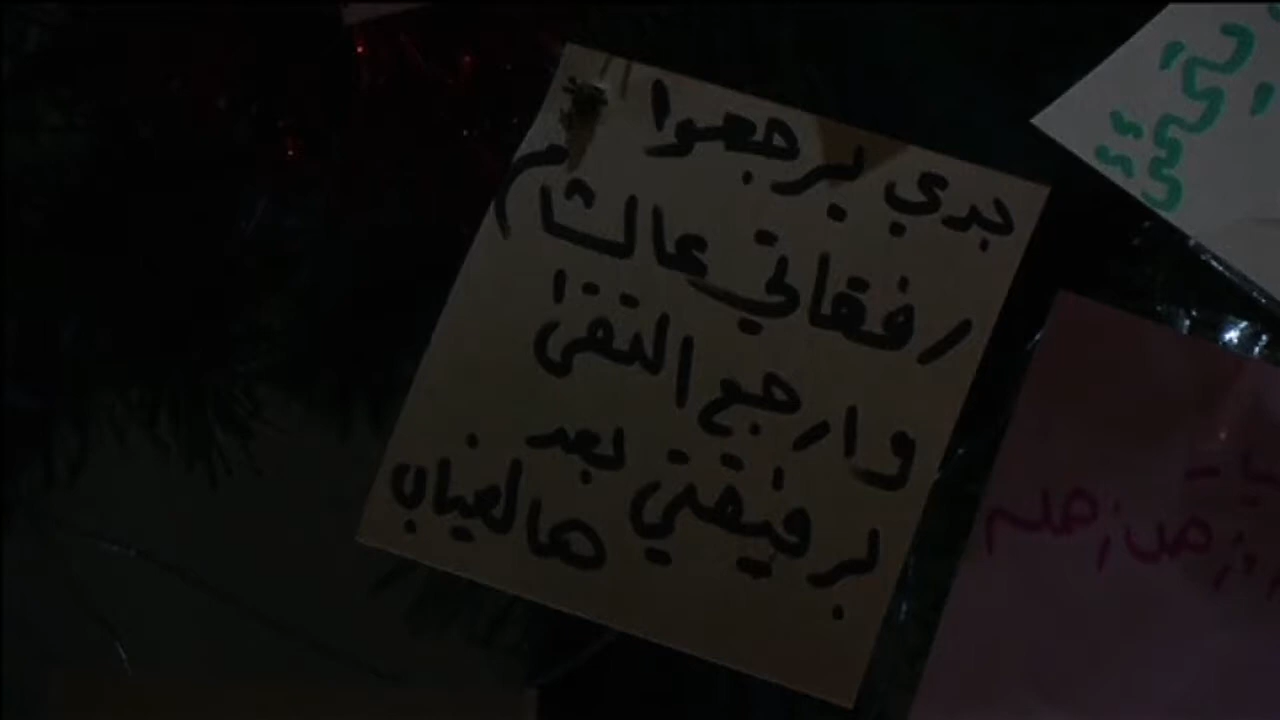 بدي يرجعوا
رفقاتي عالشام
وارجع التقي
برفيقتي بعد
هالغياب